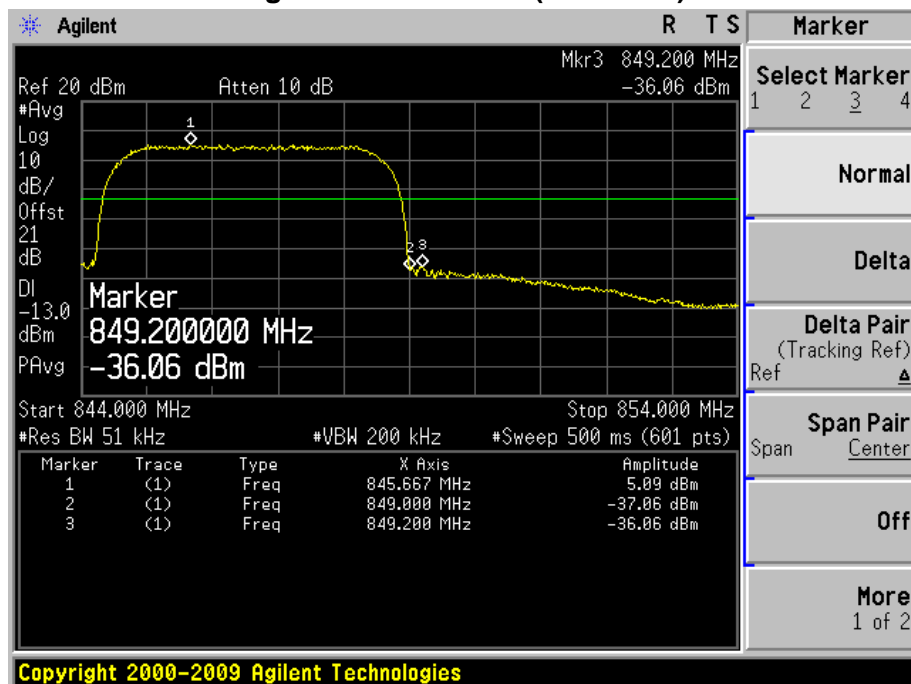 Agilent R T S Marker
Mkr3 849.200 MHz
Ref 20 dBm Atten 10 dB -36.06 dBm
#Avg
Log
10
dB/
Offst
21
dB
DI
-13.0
dBm
PAvg
1
2 3
Marker
849.200000 MHz
-36.06 dBm
Start 844.000 MHz Stop 854.000 MHz
#Res BW 51 kHz #VBW 200 kHz #Sweep 500 ms (601 pts)
Marker Trace Type X Axis Amplitude
1 (1) Freq 845.667 MHz 5.09 dBm
2 (1) Freq 849.000 MHz -37.06 dBm
3 (1) Freq 849.200 MHz -36.06 dBm
Select Marker
1 2 3 4
Normal
Delta
Delta Pair
(Tracking Ref)
Ref Δ
Span Pair
Span Center
Off
More
1 of 2
Copyright 2000-2009 Agilent Technologies